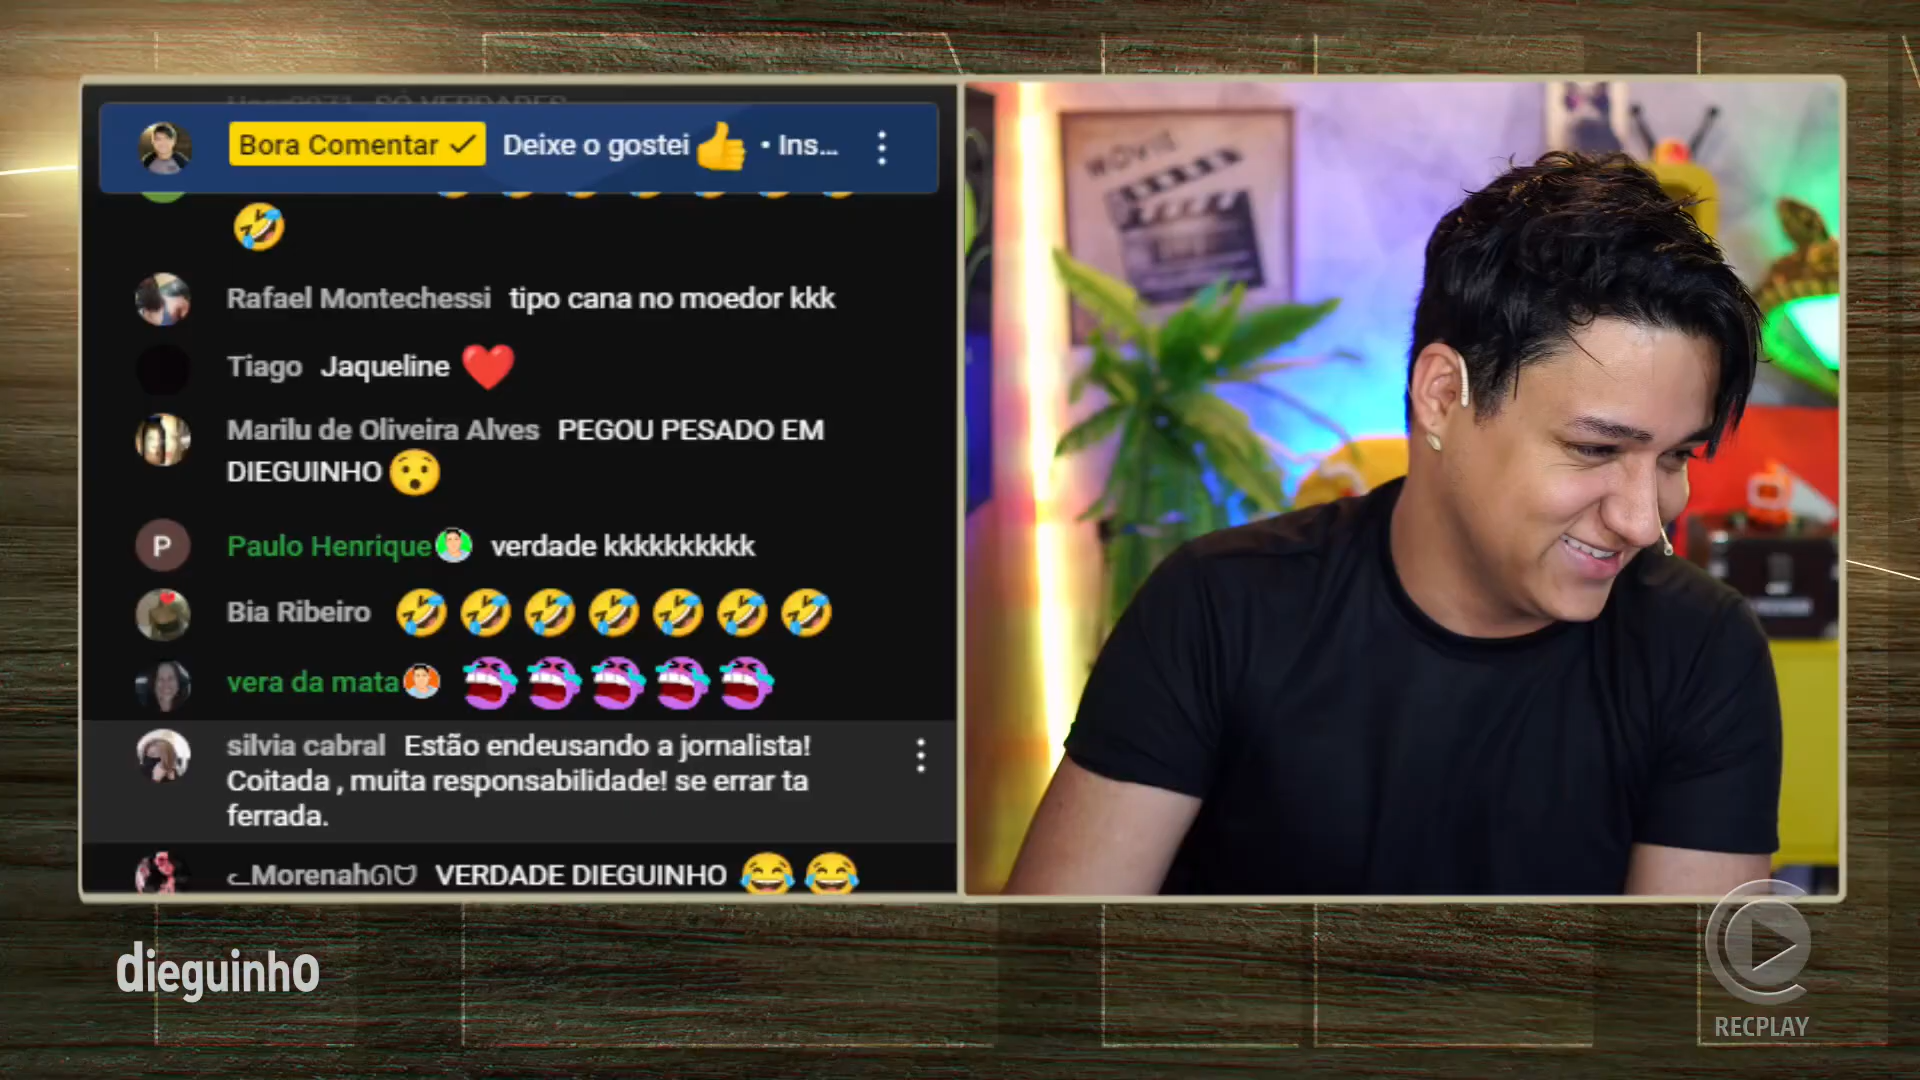 Bora Comentar ✓ Deixe o gostei 👍 • Ins...
🤣
Rafael Montechessi tipo cana no moedor kkk
Tiago Jaqueline ❤️
Marilu de Oliveira Alves PEGOU PESADO EM
DIEGUINHO 😯
P Paulo Henrique verdade kkkkkkkkkk
Bia Ribeiro 🤣🤣🤣🤣🤣🤣🤣
vera da mata
silvia cabral Estão endeusando a jornalista!
Coitada , muita responsabilidade! se errar ta
ferrada.
VERDADE DIEGUINHO 😂😂
MOVIE
dieguinho
RECPLAY